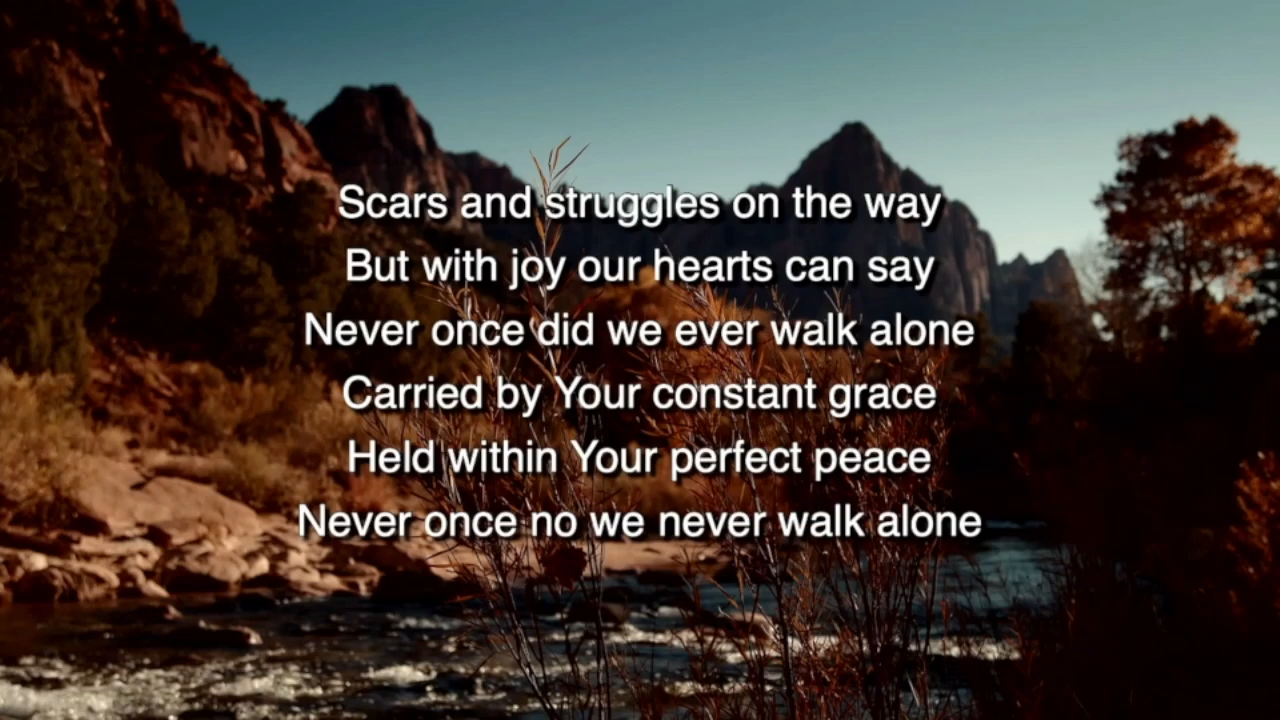 Scars and struggles on the way
But with joy our hearts can say
Never once did we ever walk alone
Carried by Your constant grace
Held within Your perfect peace
Never once no we never walk alone